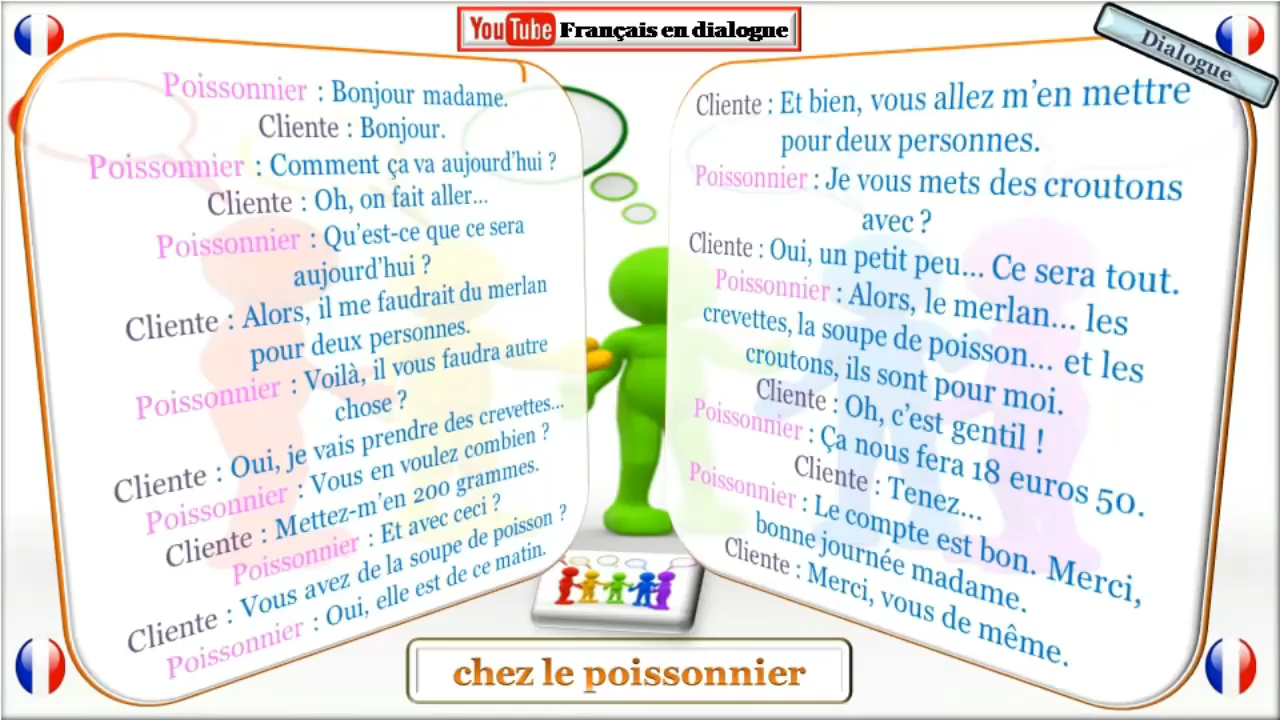 YouTube Français en dialogue
Dialogue
Poissonnier : Bonjour madame.
Cliente : Bonjour.
Poissonnier : Comment ça va aujourd'hui ?
Cliente : Oh, on fait aller...
Poissonnier : Qu'est-ce que ce sera
aujourd'hui ?
Cliente : Alors, il me faudrait du merlan
pour deux personnes.
Poissonnier : Voilà, il vous faudra autre
chose ?
Cliente : Oui, je vais prendre des crevettes...
Poissonnier : Vous en voulez combien ?
Cliente : Mettez-m'en 200 grammes.
Poissonnier : Et avec ceci ?
Cliente : Vous avez de la soupe de poisson ?
Poissonnier : Oui, elle est de ce matin.
Cliente : Et bien, vous allez m'en mettre
pour deux personnes.
Poissonnier : Je vous mets des croutons
avec ?
Cliente : Oui, un petit peu... Ce sera tout.
Poissonnier : Alors, le merlan... les
crevettes, la soupe de poisson... et les
croutons, ils sont pour moi.
Cliente : Oh, c'est gentil !
Poissonnier : Ça nous fera 18 euros 50.
Cliente : Tenez...
Poissonnier : Le compte est bon. Merci,
bonne journée madame.
Cliente : Merci, vous de même.
chez le poissonnier